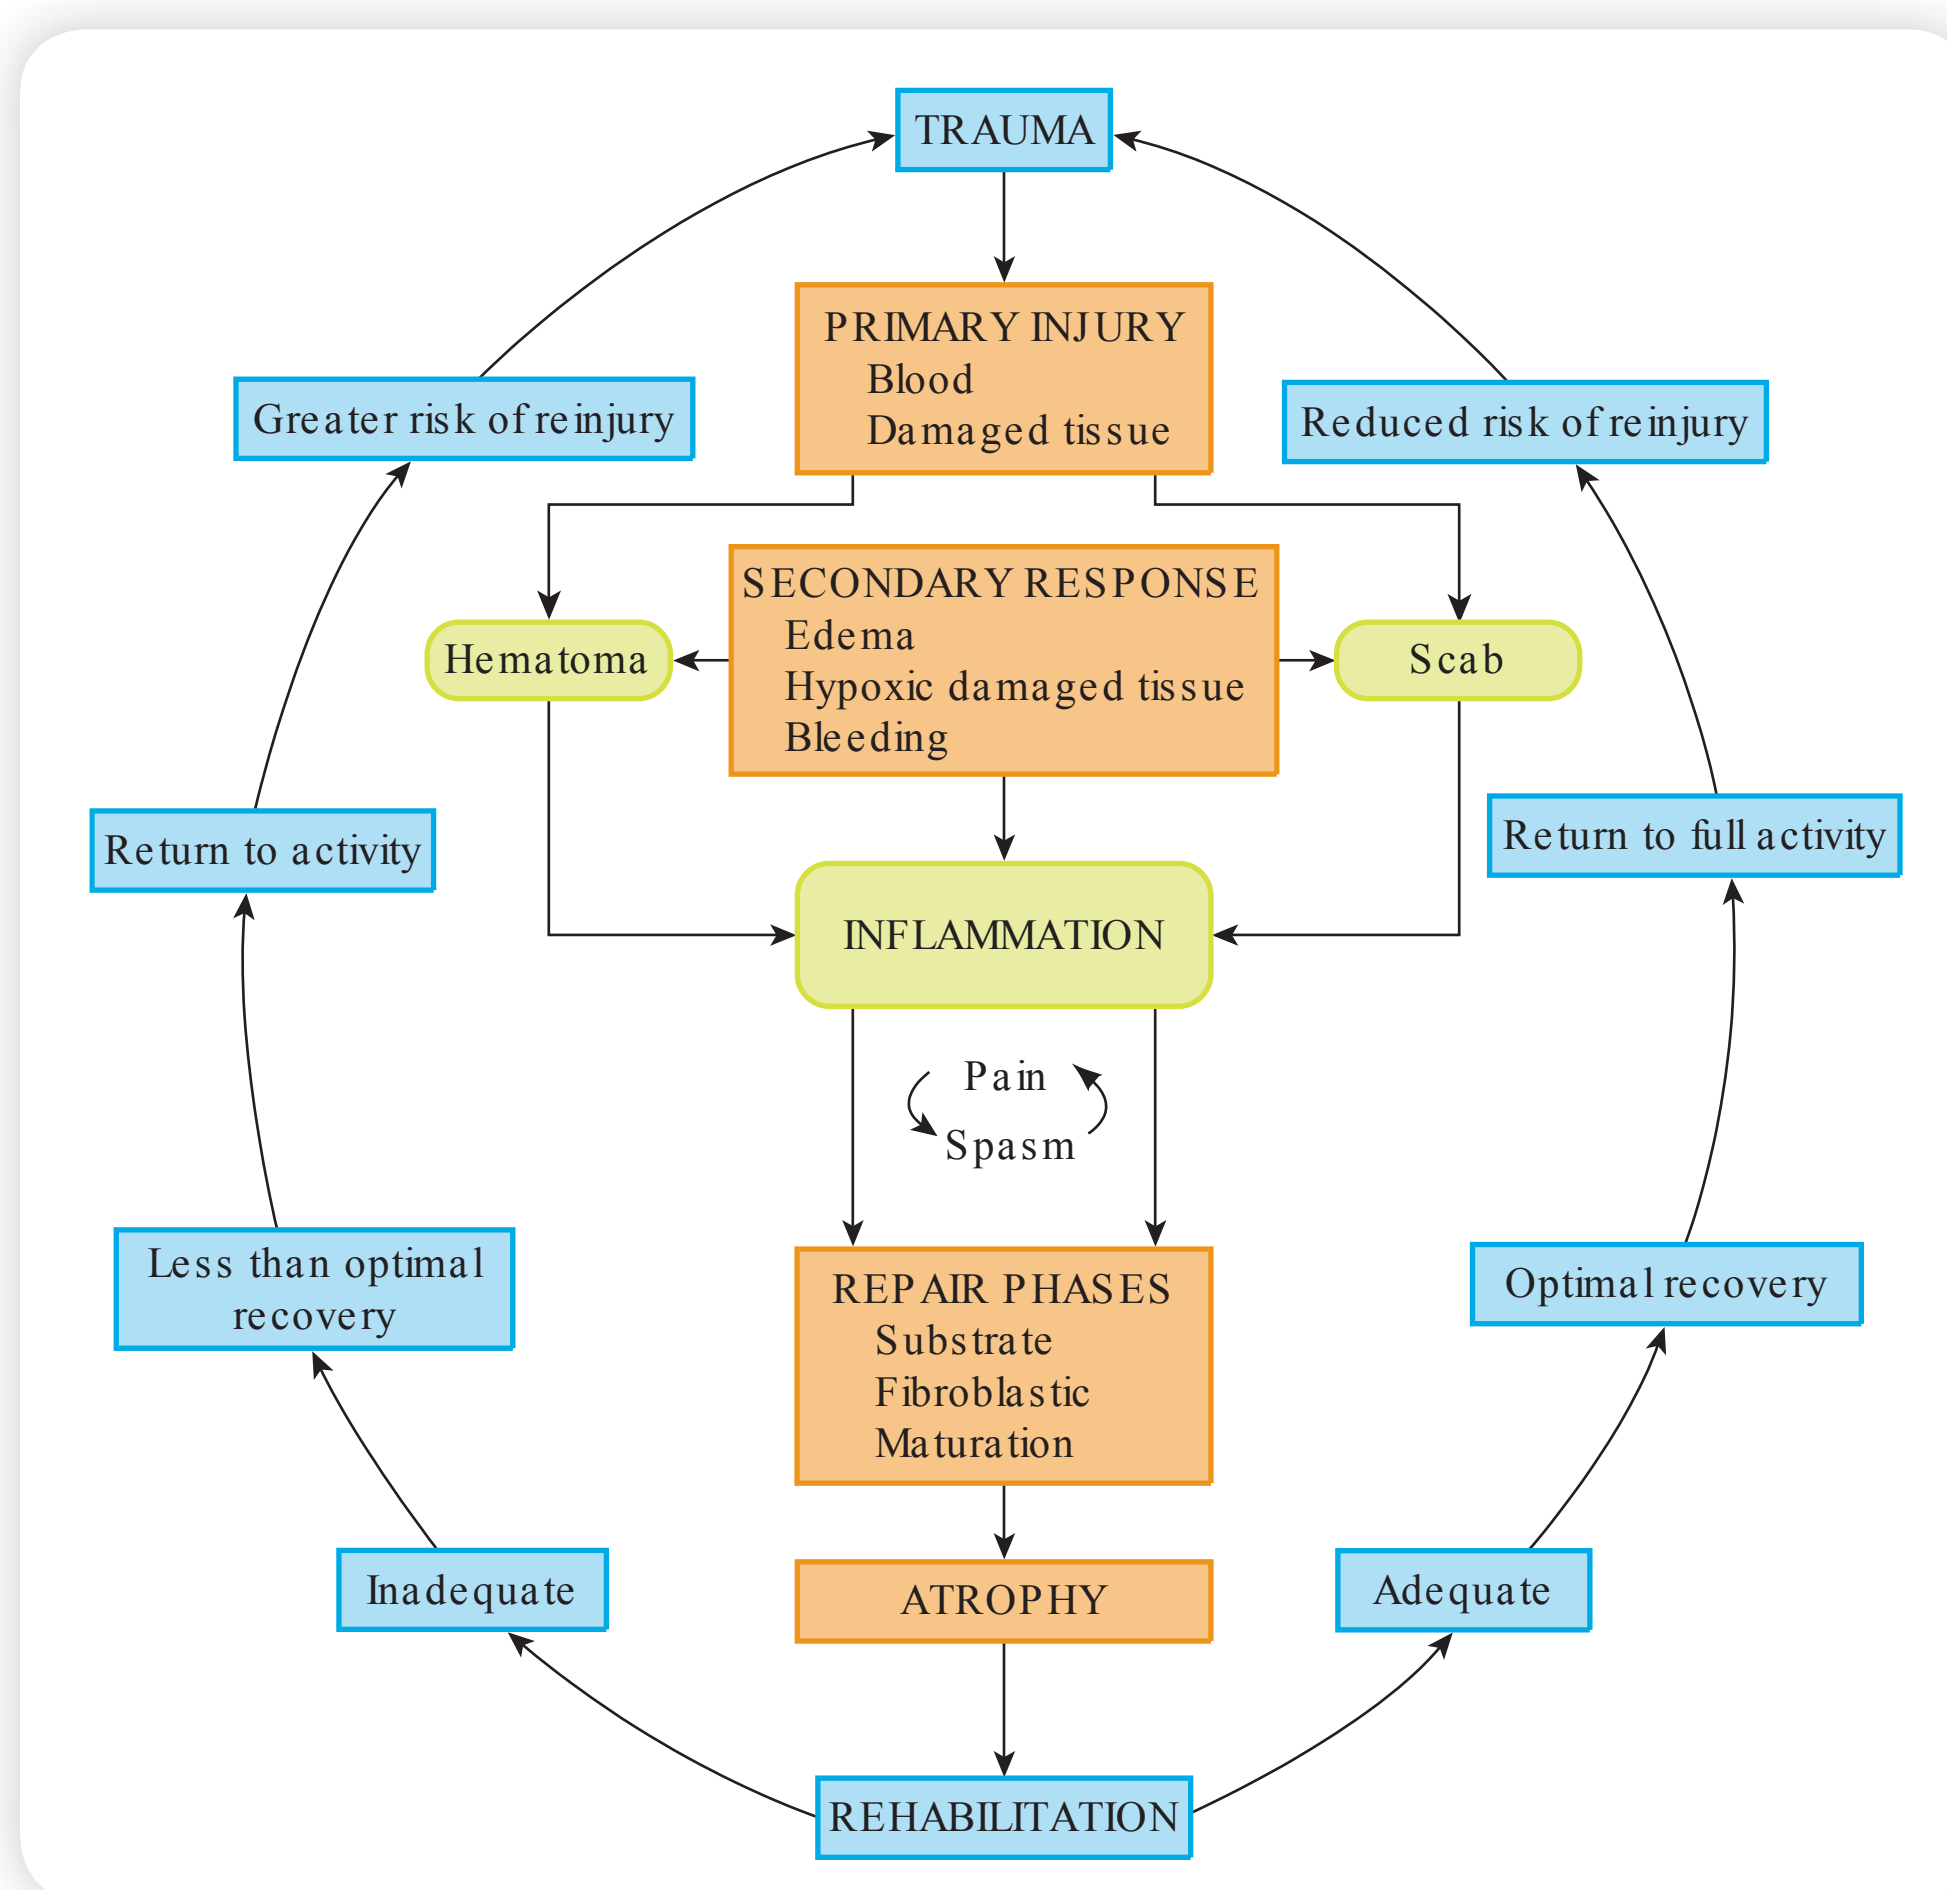 TRAUMA
PRIMARY INJURY
Blood
Damaged tissue
Greater risk of reinjury
Reduced risk of reinjury
SECONDARY RESPONSE
Edema
Hypoxic damaged tissue
Bleeding
Hematoma
Scab
Return to activity
Return to full activity
INFLAMMATION
Pain
Spasm
Less than optimal
recovery
Optimal recovery
REPAIR PHASES
Substrate
Fibroblastic
Maturation
Inadequate
Adequate
ATROPHY
REHABILITATION